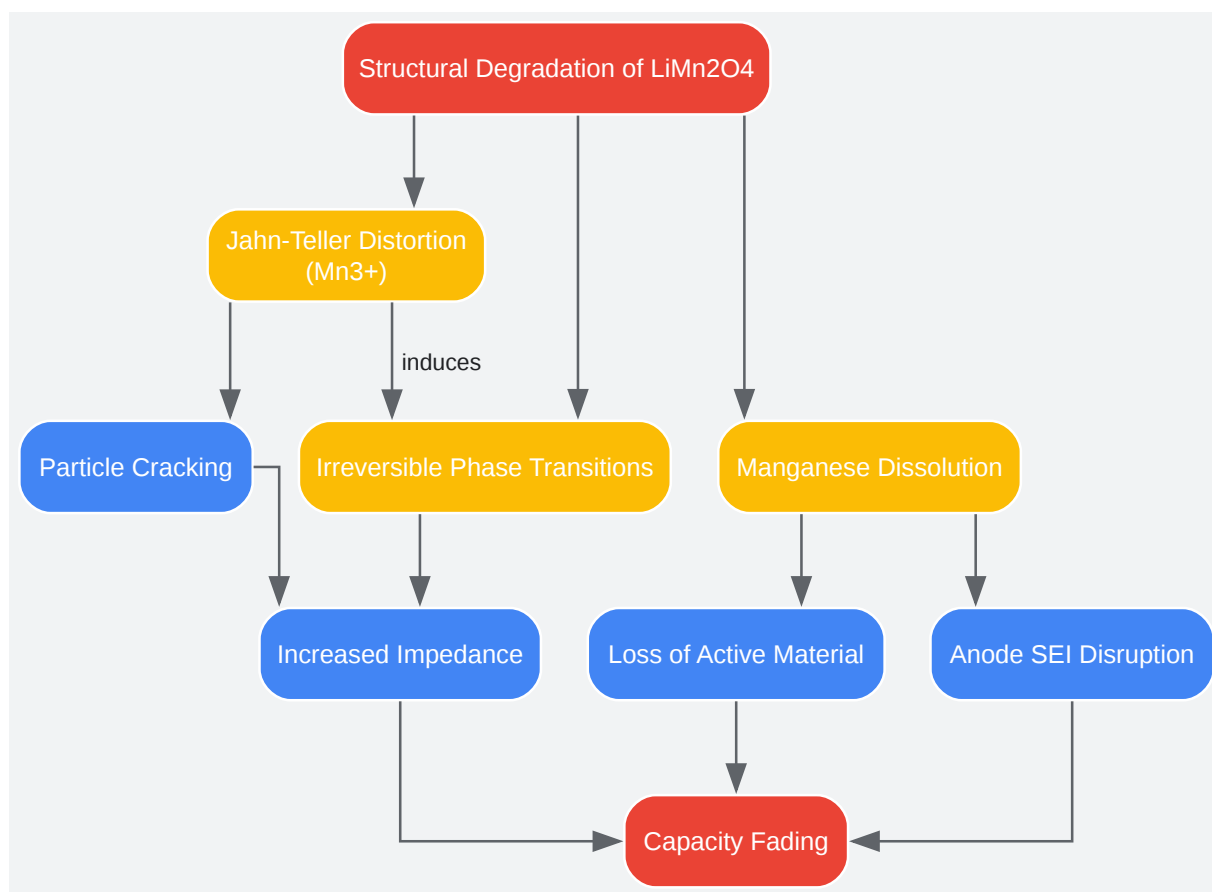 Structural Degradation of LiMn2O4
Jahn-Teller Distortion
(Mn3+)
induces
Particle Cracking
Irreversible Phase Transitions
Manganese Dissolution
Increased Impedance
Loss of Active Material
Anode SEI Disruption
Capacity Fading